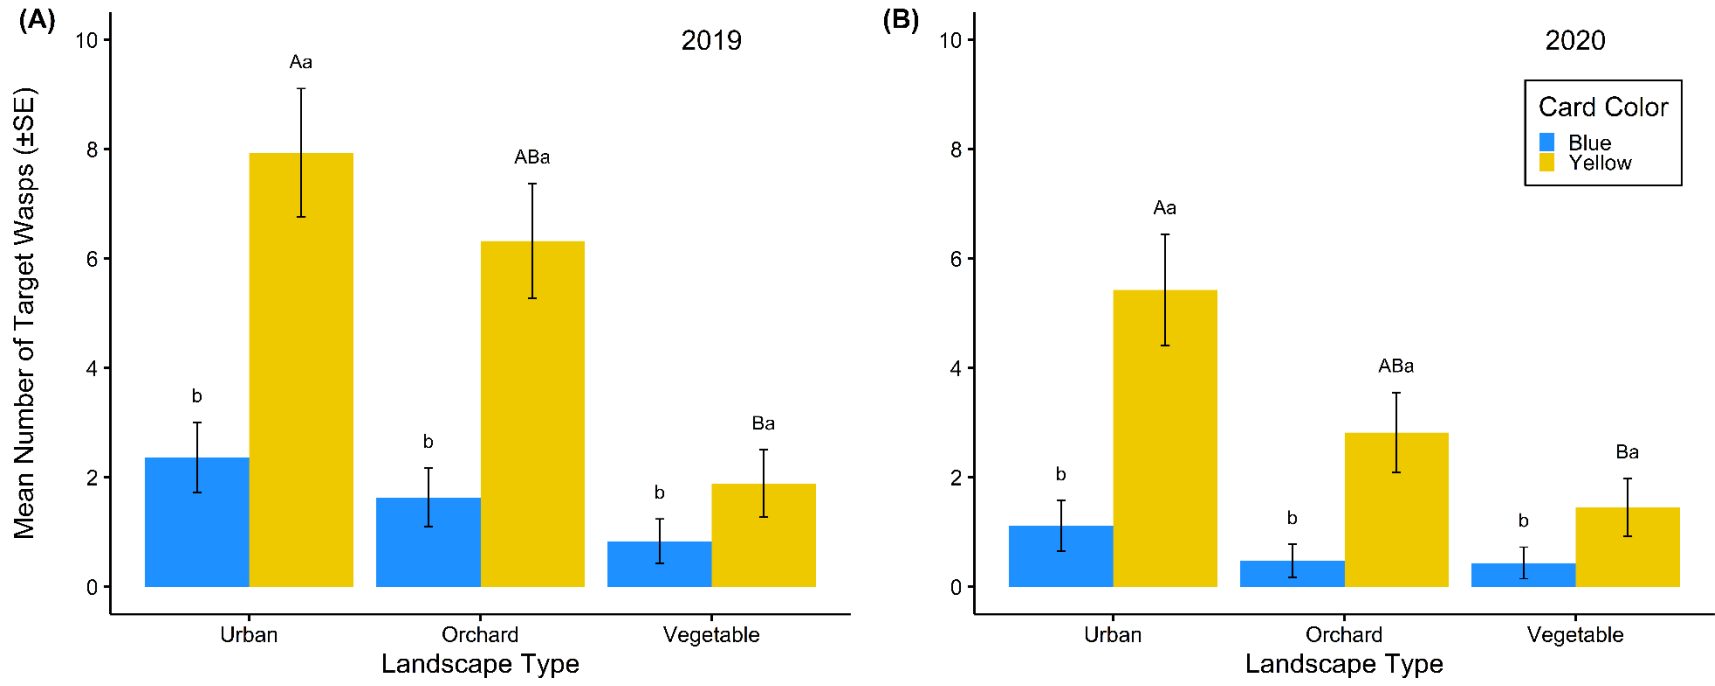 (A)
2019
Mean Number of Target Wasps (±SE)
10
8
6
4
2
0
Aa
ABa
Ba
b
b
b
Urban
Orchard
Vegetable
Landscape Type
(B)
2020
Card Color
Blue
Yellow
10
8
6
4
2
0
Aa
ABa
Ba
b
b
b
Urban
Orchard
Vegetable
Landscape Type